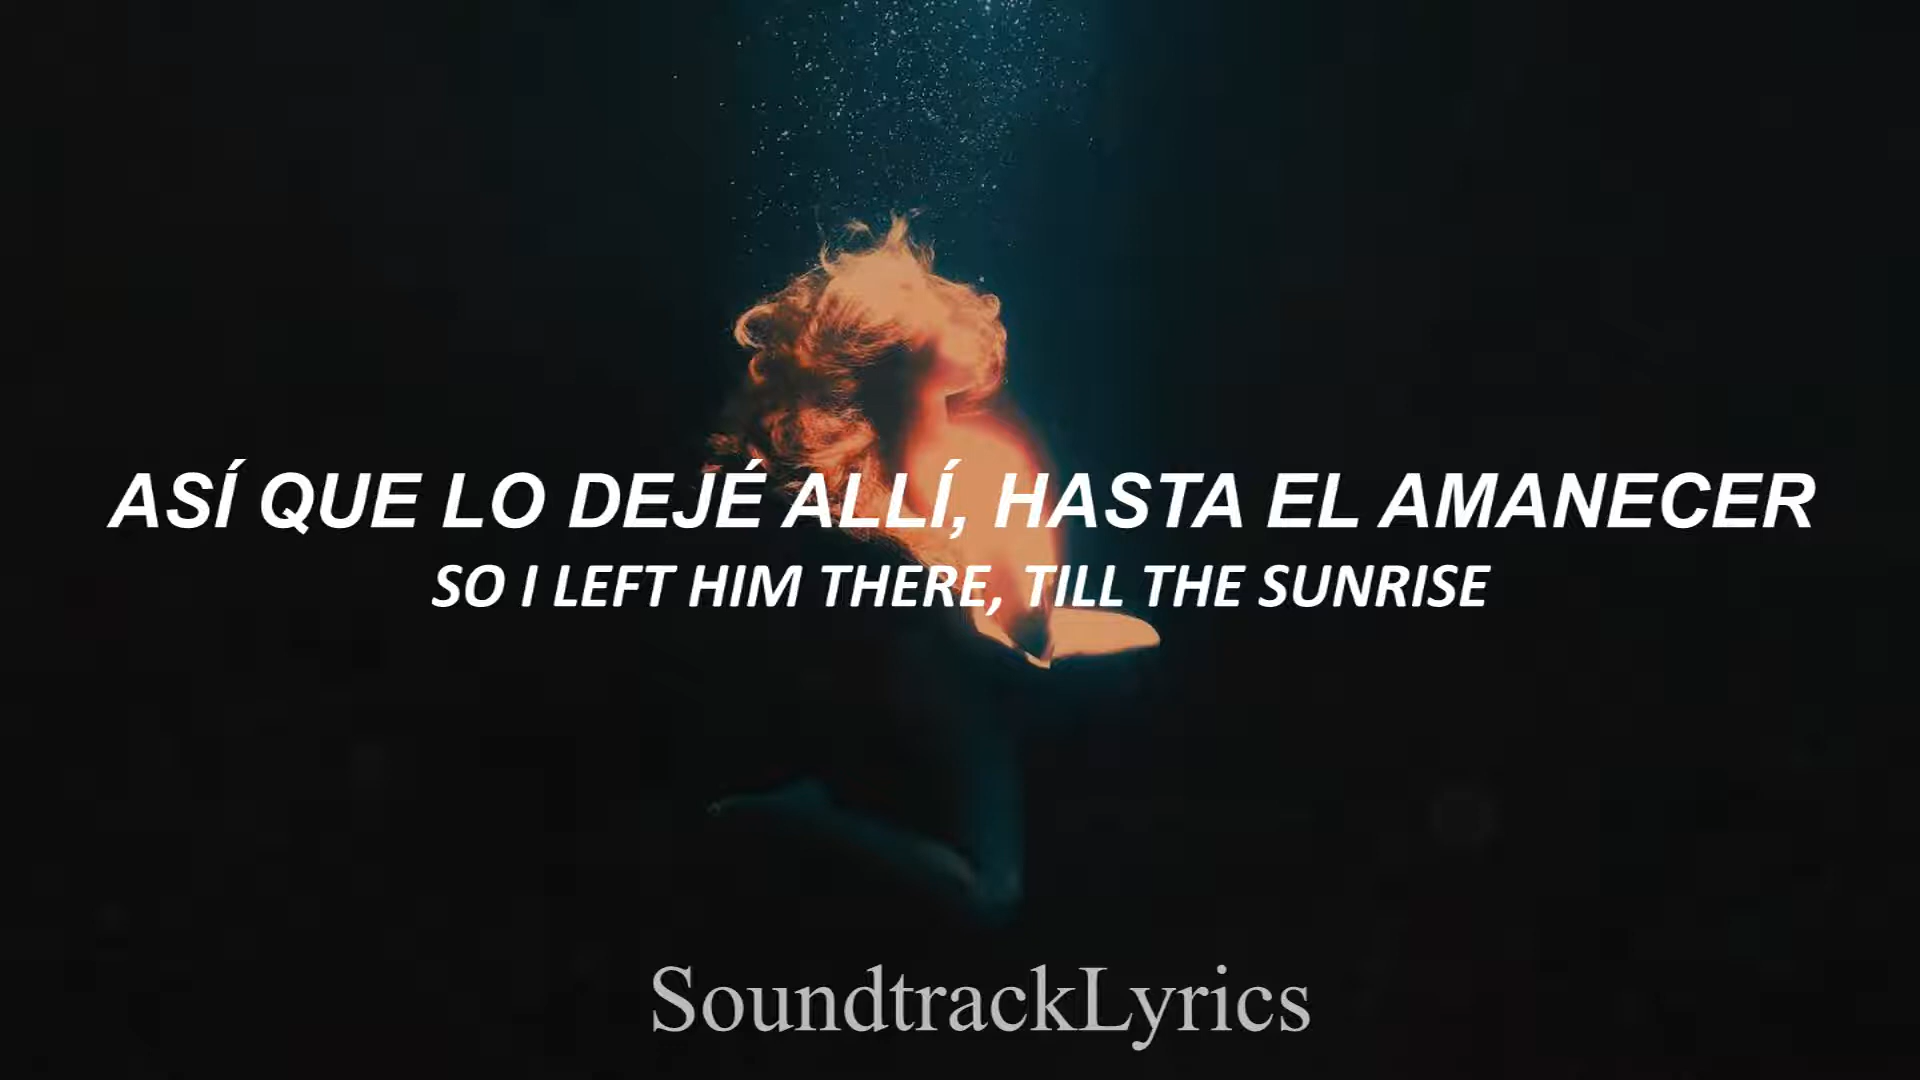 ASÍ QUE LO DEJÉ ALLÍ, HASTA EL AMANECER
SO I LEFT HIM THERE, TILL THE SUNRISE
SoundtrackLyrics